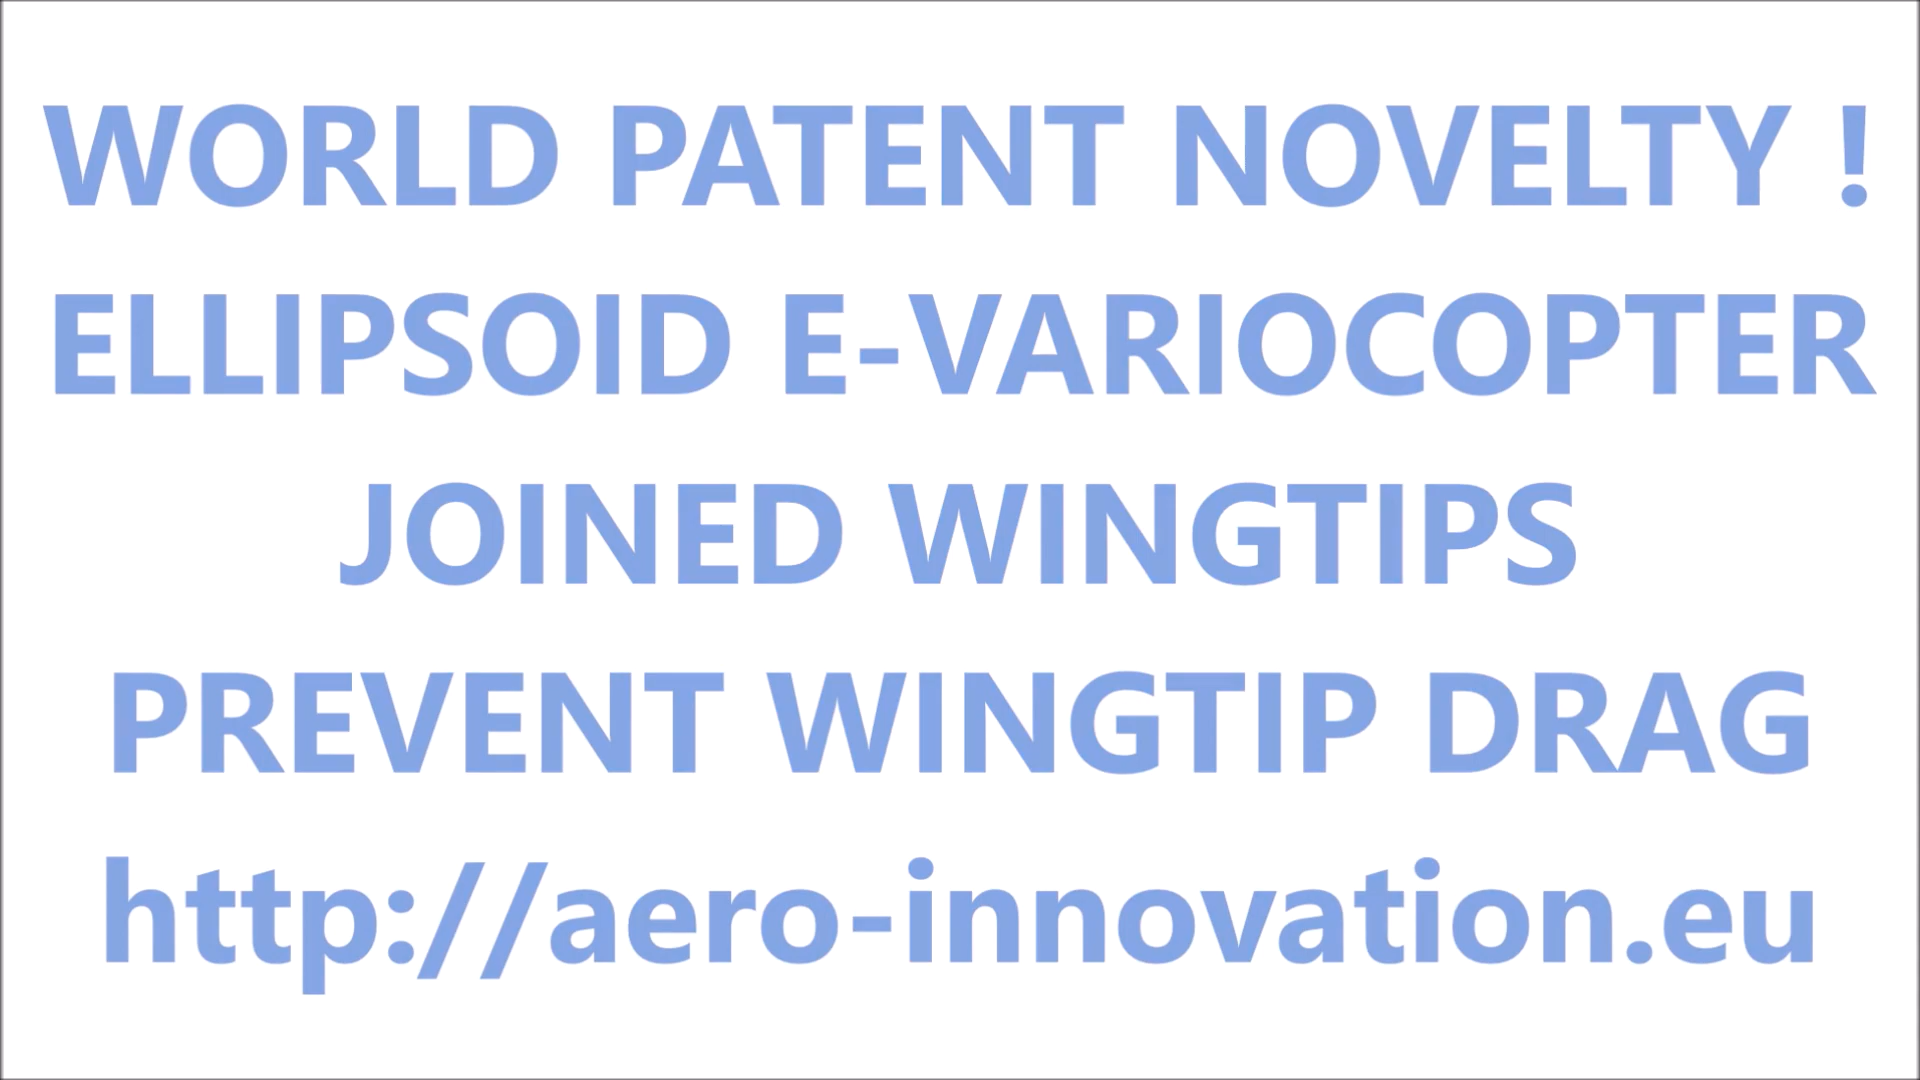 WORLD PATENT NOVELTY !
ELLIPSOID E-VARIOCOPTER
JOINED WINGTIPS
PREVENT WINGTIP DRAG
http://aero-innovation.eu